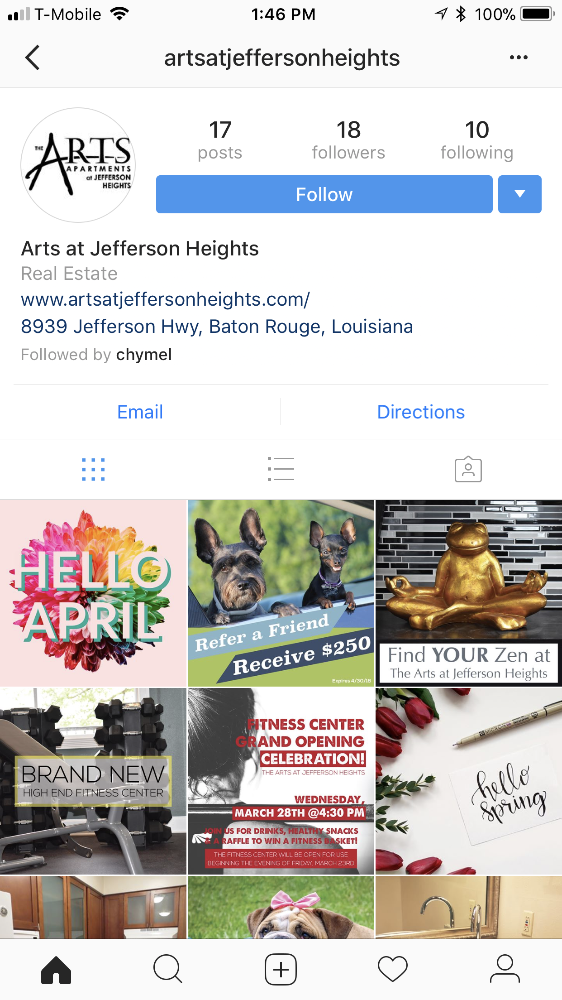 T-Mobile 1:46 PM 100%
artsatjeffersonheights
THE ARTS
APARTMENTS
at JEFFERSON
HEIGHTS
17 18 10
posts followers following
Follow
Arts at Jefferson Heights
Real Estate
www.artsatjeffersonheights.com/
8939 Jefferson Hwy, Baton Rouge, Louisiana
Followed by chymel
Email Directions
HELLO
APRIL
Refer a Friend
Receive $250
Expires 4/30/18
Find YOUR Zen at
The Arts at Jefferson Heights
BRAND NEW
HIGH END FITNESS CENTER
FITNESS CENTER
GRAND OPENING
CELEBRATION!
THE ARTS AT JEFFERSON HEIGHTS
WEDNESDAY,
MARCH 28TH @4:30 PM
JOIN US FOR DRINKS, HEALTHY SNACKS
& A RAFFLE TO WIN A FITNESS BASKET!
THE FITNESS CENTER WILL BE OPEN FOR USE
BEGINNING THE EVENING OF FRIDAY, MARCH 23RD
MICRON
hello
spring